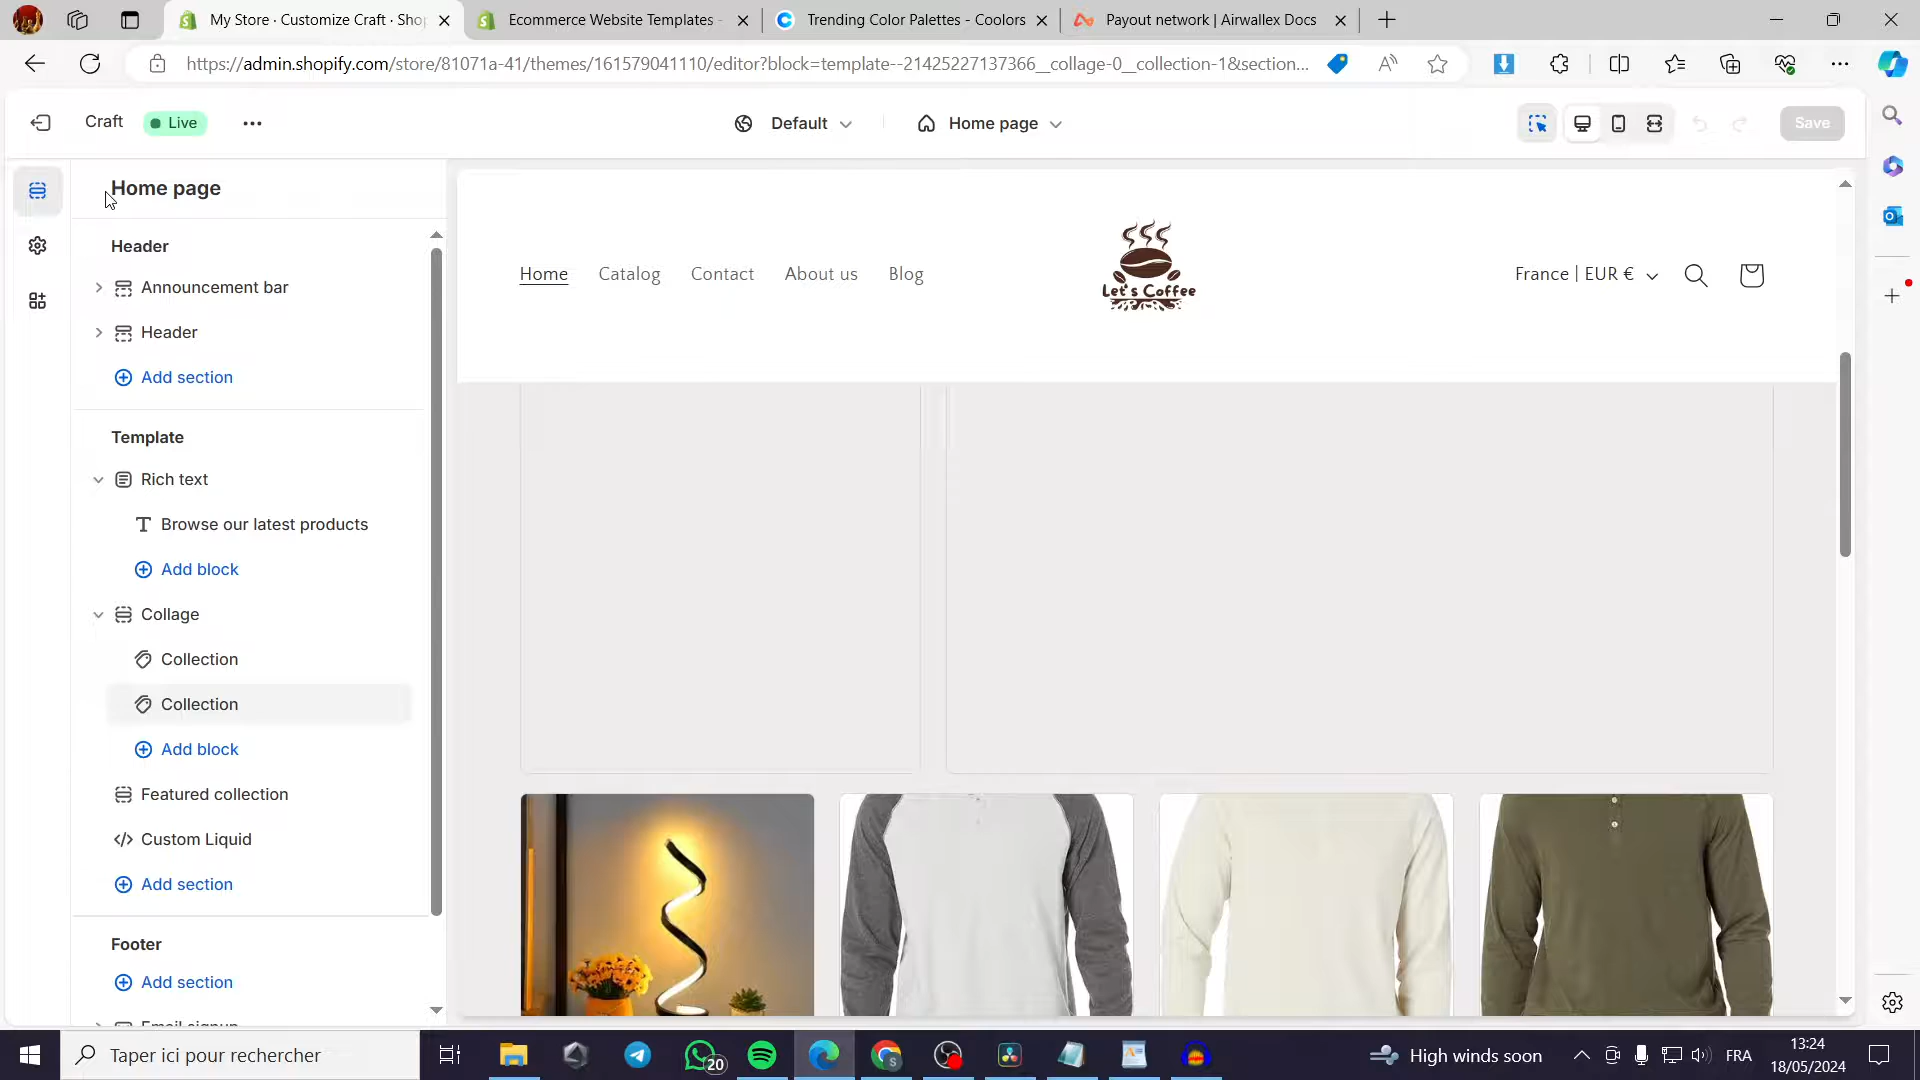 My Store · Customize Craft · Sho
Ecommerce Website Templates -
Trending Color Palettes - Coolors
Payout network | Airwallex Docs
https://admin.shopify.com/store/81071a-41/themes/161579041110/editor?block=template--21425227137366__collage-0__collection-1&section...
Craft
Live
Default
Home page
Save
Home page
Header
Announcement bar
Header
Add section
Template
Rich text
Browse our latest products
Add block
Collage
Collection
Collection
Add block
Featured collection
Custom Liquid
Add section
Footer
Add section
Email signup
Home
Catalog
Contact
About us
Blog
Let's Coffee
France | EUR €
Taper ici pour rechercher
20
High winds soon
FRA
13:24
18/05/2024